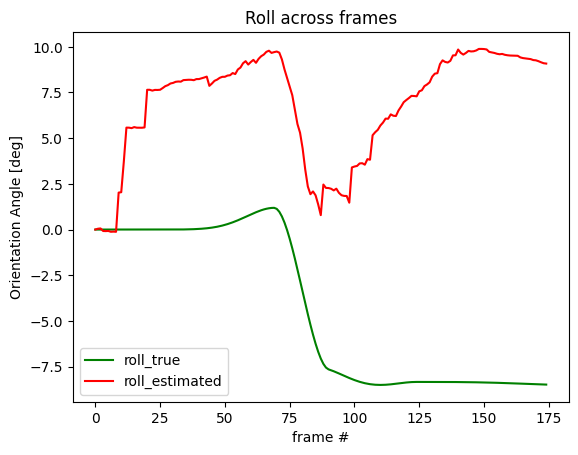 Roll across frames
Orientation Angle [deg]
10.0
7.5
5.0
2.5
0.0
−2.5
−5.0
−7.5
roll_true
roll_estimated
0 25 50 75 100 125 150 175
frame #